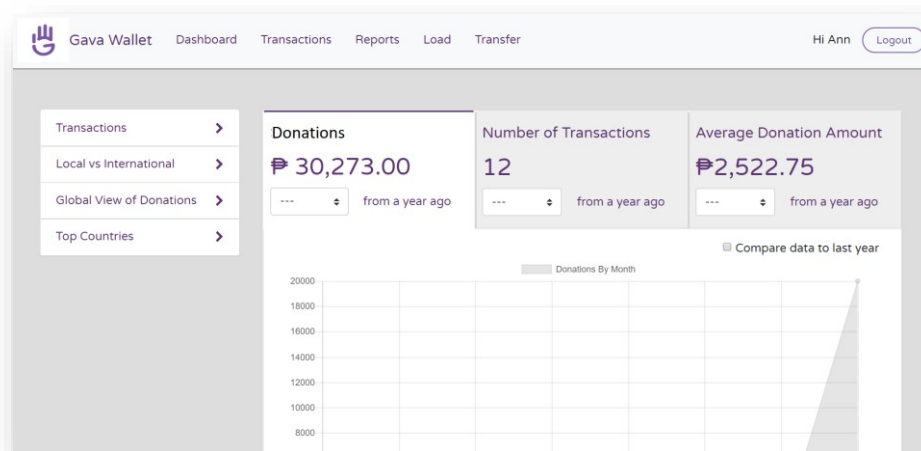 Gava Wallet Dashboard Transactions Reports Load Transfer Hi Ann Logout
Transactions
Local vs International
Global View of Donations
Top Countries
Donations
₱ 30,273.00
--- from a year ago
Number of Transactions
12
--- from a year ago
Average Donation Amount
₱2,522.75
--- from a year ago
Compare data to last year
Donations By Month
20000
18000
16000
14000
12000
10000
8000